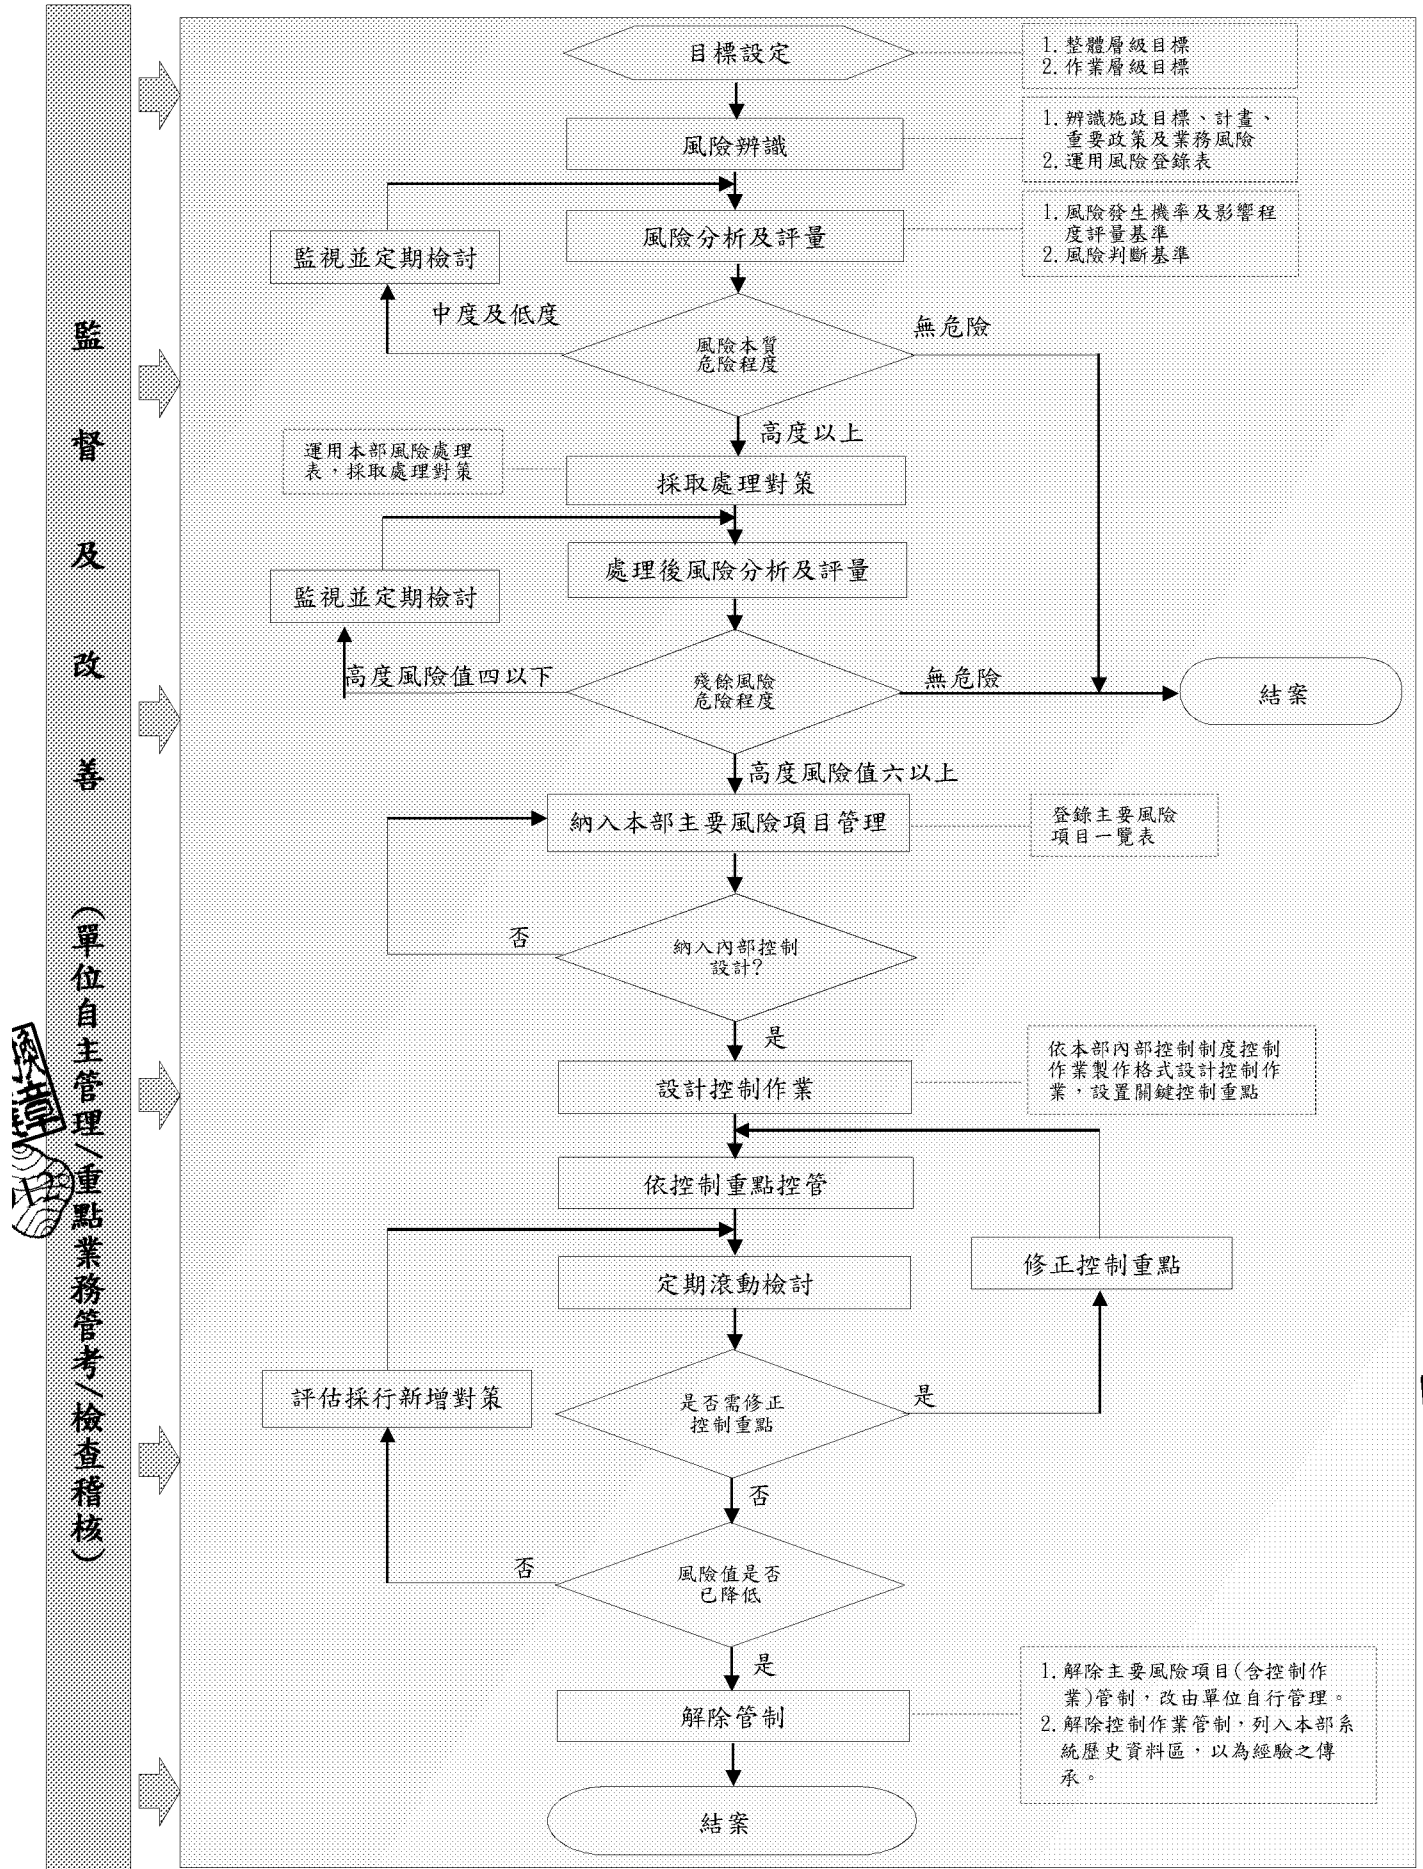 監督及改善（單位自主管理/重點業務管考/檢查稽核）
目標設定
1. 整體層級目標
2. 作業層級目標
風險辨識
1. 辨識施政目標、計畫、
重要政策及業務風險
2. 運用風險登錄表
風險分析及評量
1. 風險發生機率及影響程
度評量基準
2. 風險判斷基準
監視並定期檢討
中度及低度
風險本質
危險程度
無危險
高度以上
運用本部風險處理
表，採取處理對策
採取處理對策
處理後風險分析及評量
監視並定期檢討
高度風險值四以下
殘餘風險
危險程度
無危險
結案
高度風險值六以上
納入本部主要風險項目管理
登錄主要風險
項目一覽表
否
納入內部控制
設計?
是
設計控制作業
依本部內部控制制度控制
作業製作格式設計控制作
業，設置關鍵控制重點
依控制重點控管
定期滾動檢討
修正控制重點
評估採行新增對策
是否需修正
控制重點
是
否
風險值是否
已降低
否
是
解除管制
1. 解除主要風險項目(含控制作
業)管制，改由單位自行管理。
2. 解除控制作業管制，列入本部系
統歷史資料區，以為經驗之傳
承。
結案